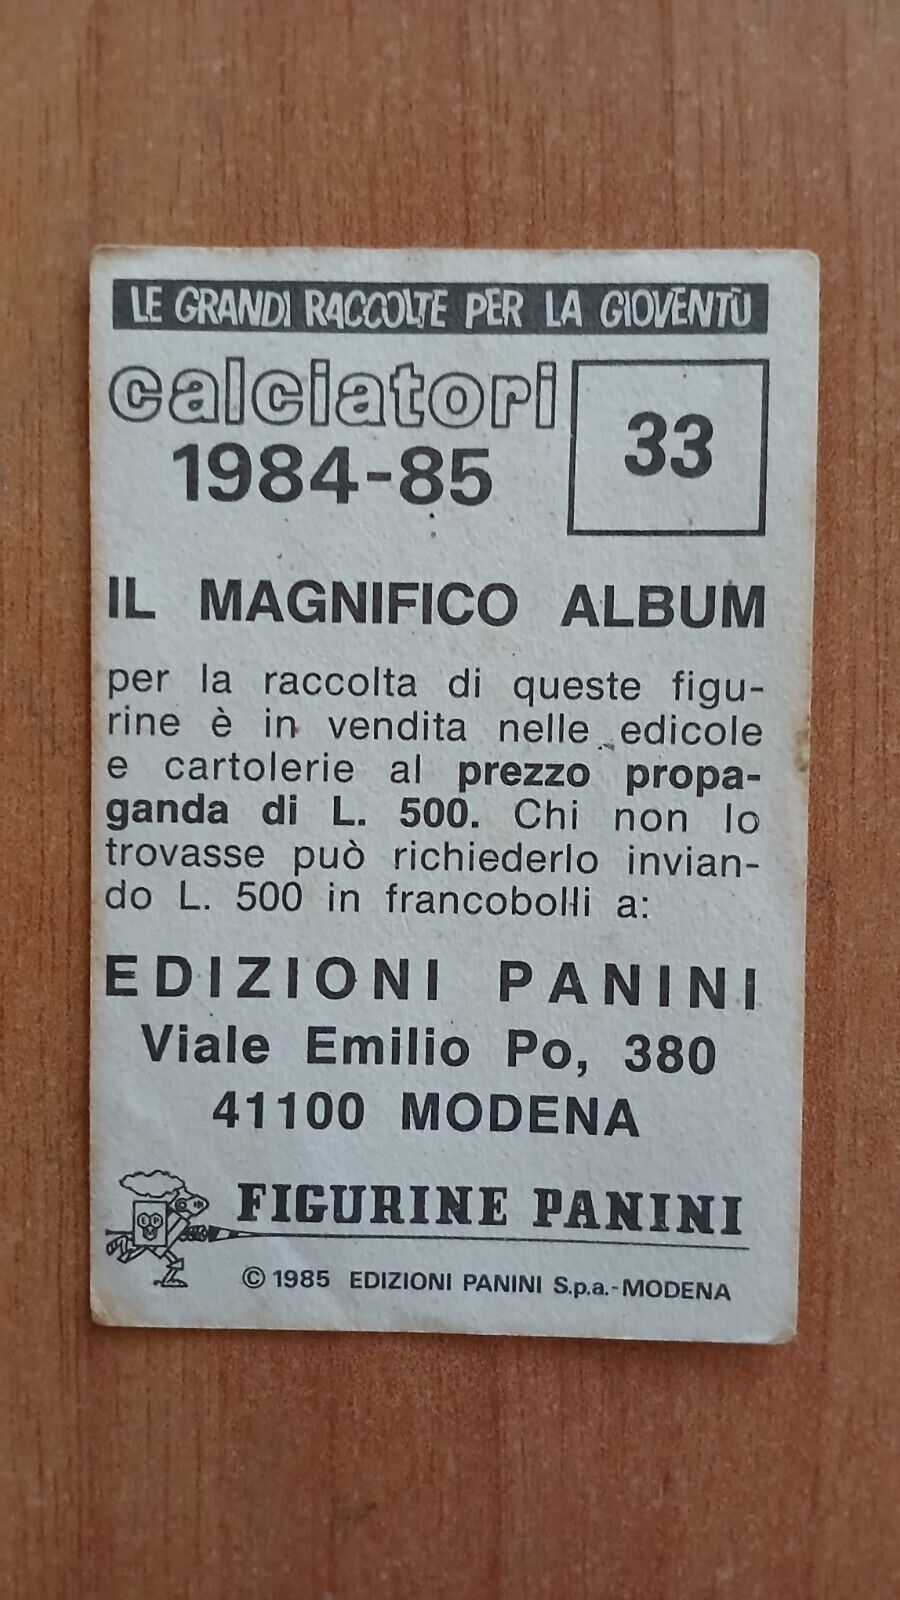 LE GRANDI RACCOLTE PER LA GIOVENTÙ
calciatori
1984-85
33
IL MAGNIFICO ALBUM
per la raccolta di queste figu-
rine è in vendita nelle edicole
e cartolerie al prezzo propa-
ganda di L. 500. Chi non lo
trovasse può richiederlo invian-
do L. 500 in francobolli a:
EDIZIONI PANINI
Viale Emilio Po, 380
41100 MODENA
EP
FIGURINE PANINI
© 1985 EDIZIONI PANINI S.p.a.-MODENA